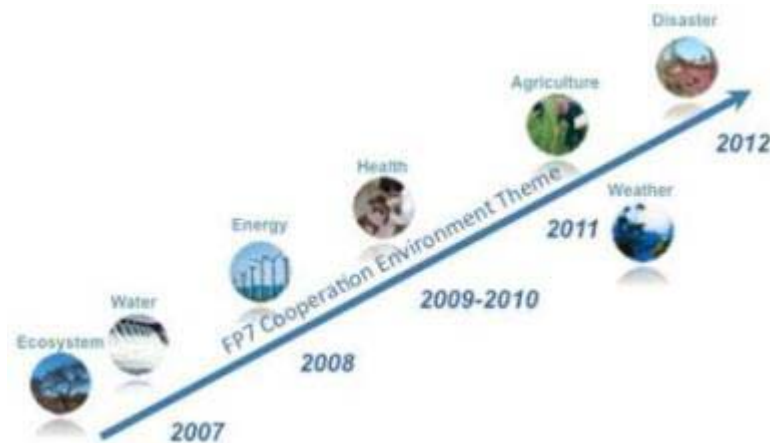 Disaster
Agriculture
2012
Health
Weather
Energy
2011
FP7 Cooperation Environment Theme
2009-2010
Water
Ecosystem
2008
2007